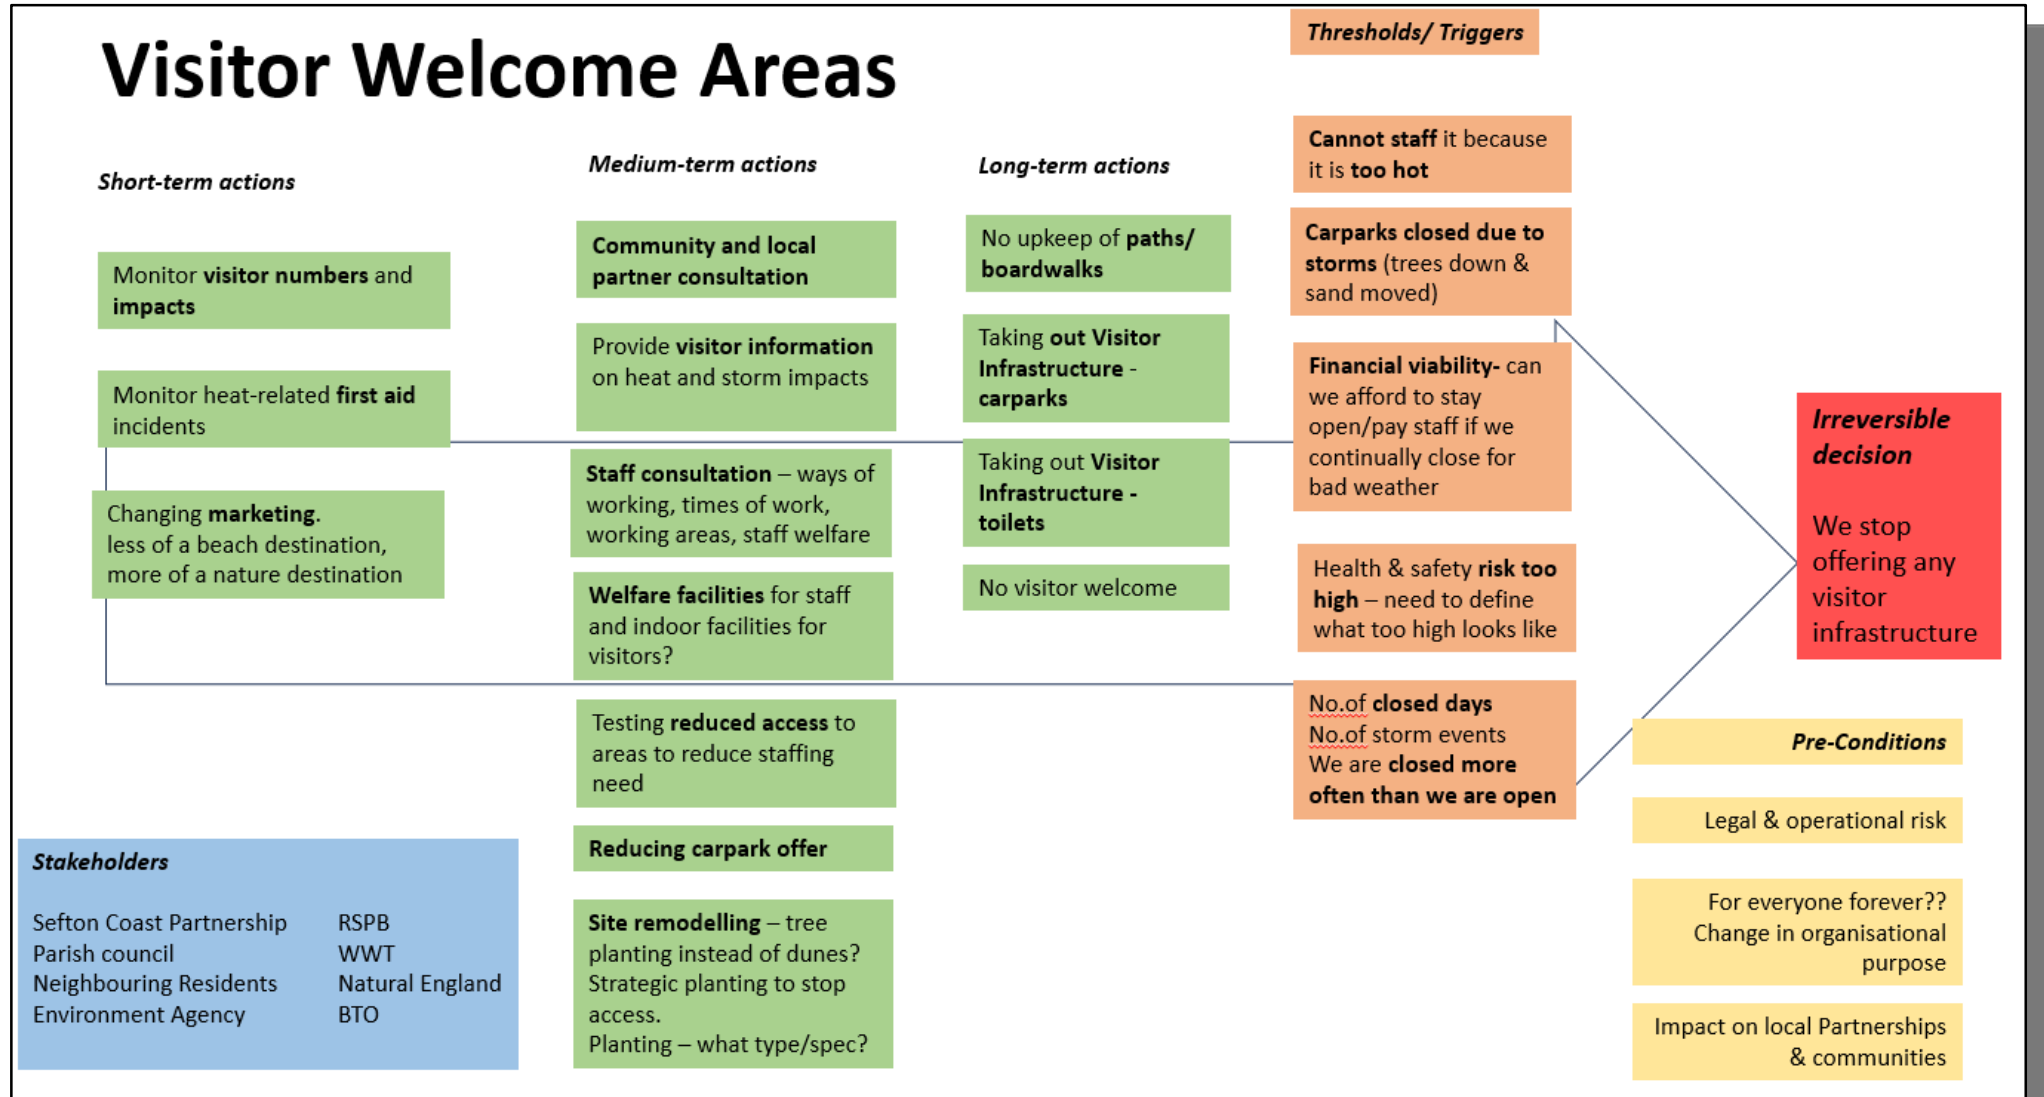 Visitor Welcome Areas
Short-term actions
Monitor visitor numbers and
impacts
Monitor heat-related first aid
incidents
Changing marketing.
less of a beach destination,
more of a nature destination
Medium-term actions
Community and local
partner consultation
Provide visitor information
on heat and storm impacts
Staff consultation – ways of
working, times of work,
working areas, staff welfare
Welfare facilities for staff
and indoor facilities for
visitors?
Testing reduced access to
areas to reduce staffing
need
Reducing carpark offer
Site remodelling – tree
planting instead of dunes?
Strategic planting to stop
access.
Planting – what type/spec?
Long-term actions
No upkeep of paths/
boardwalks
Taking out Visitor
Infrastructure -
carparks
Taking out Visitor
Infrastructure -
toilets
No visitor welcome
Thresholds/ Triggers
Cannot staff it because
it is too hot
Carparks closed due to
storms (trees down &
sand moved)
Financial viability- can
we afford to stay
open/pay staff if we
continually close for
bad weather
Health & safety risk too
high – need to define
what too high looks like
No.of closed days
No.of storm events
We are closed more
often than we are open
Irreversible
decision
We stop
offering any
visitor
infrastructure
Pre-Conditions
Legal & operational risk
For everyone forever??
Change in organisational
purpose
Impact on local Partnerships
& communities
Stakeholders
Sefton Coast Partnership
Parish council
Neighbouring Residents
Environment Agency
RSPB
WWT
Natural England
BTO